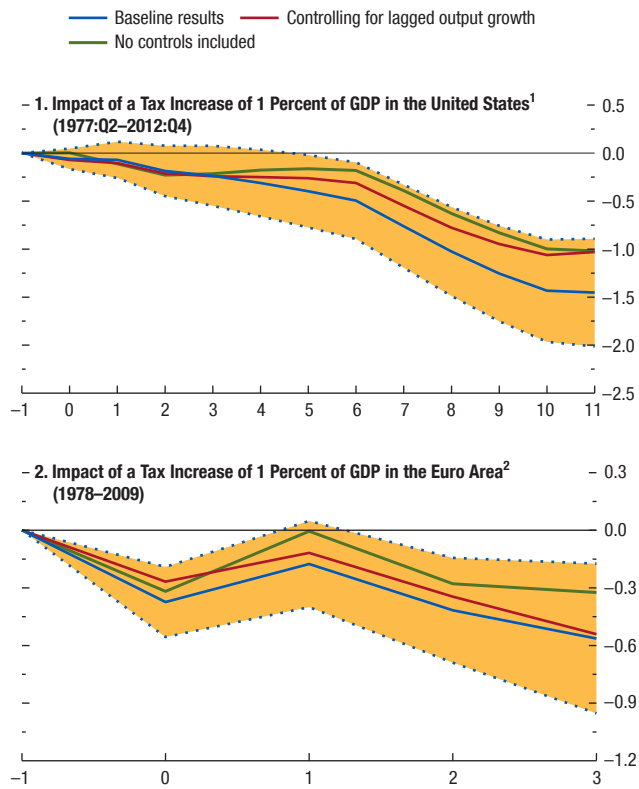 Baseline results
Controlling for lagged output growth
No controls included
1. Impact of a Tax Increase of 1 Percent of GDP in the United States¹
(1977:Q2–2012:Q4)
0.5
0.0
–0.5
–1.0
–1.5
–2.0
–2.5
–1 0 1 2 3 4 5 6 7 8 9 10 11
2. Impact of a Tax Increase of 1 Percent of GDP in the Euro Area²
(1978–2009)
0.3
0.0
–0.3
–0.6
–0.9
–1.2
–1 0 1 2 3